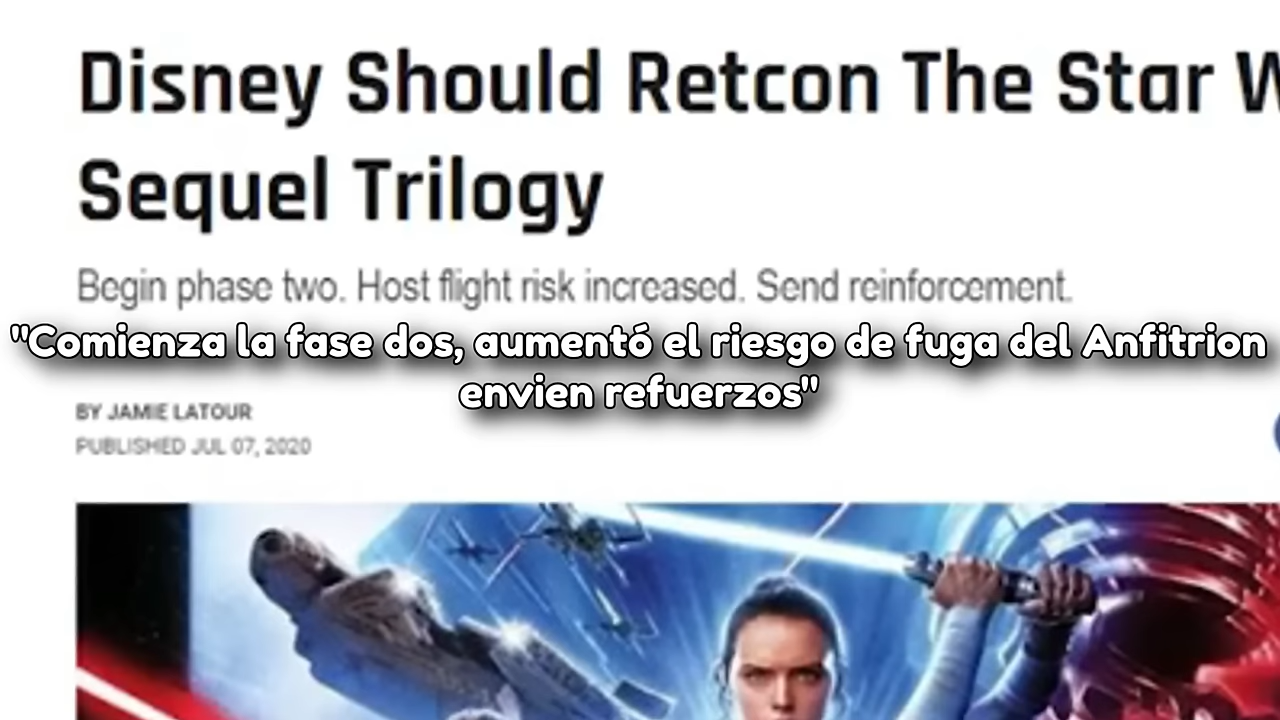 Disney Should Retcon The Star
Sequel Trilogy
Begin phase two. Host flight risk increased. Send reinforcement.
"Comienza la fase dos, aumentó el riesgo de fuga del Anfitrion
envien refuerzos"
BY JAMIE LATOUR
PUBLISHED JUL 07, 2020